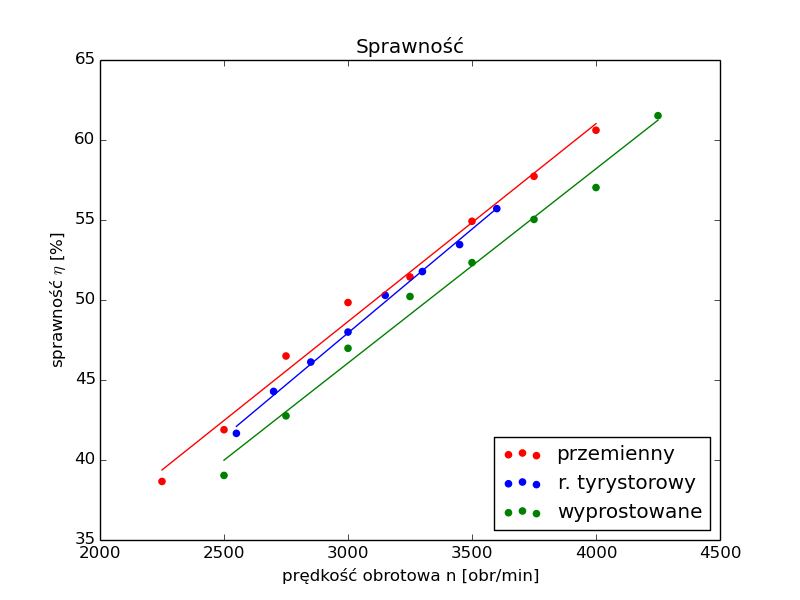 Sprawność
65
60
55
50
45
40
35
sprawność η [%]
2000 2500 3000 3500 4000 4500
prędkość obrotowa n [obr/min]
przemienny
r. tyrystorowy
wyprostowane